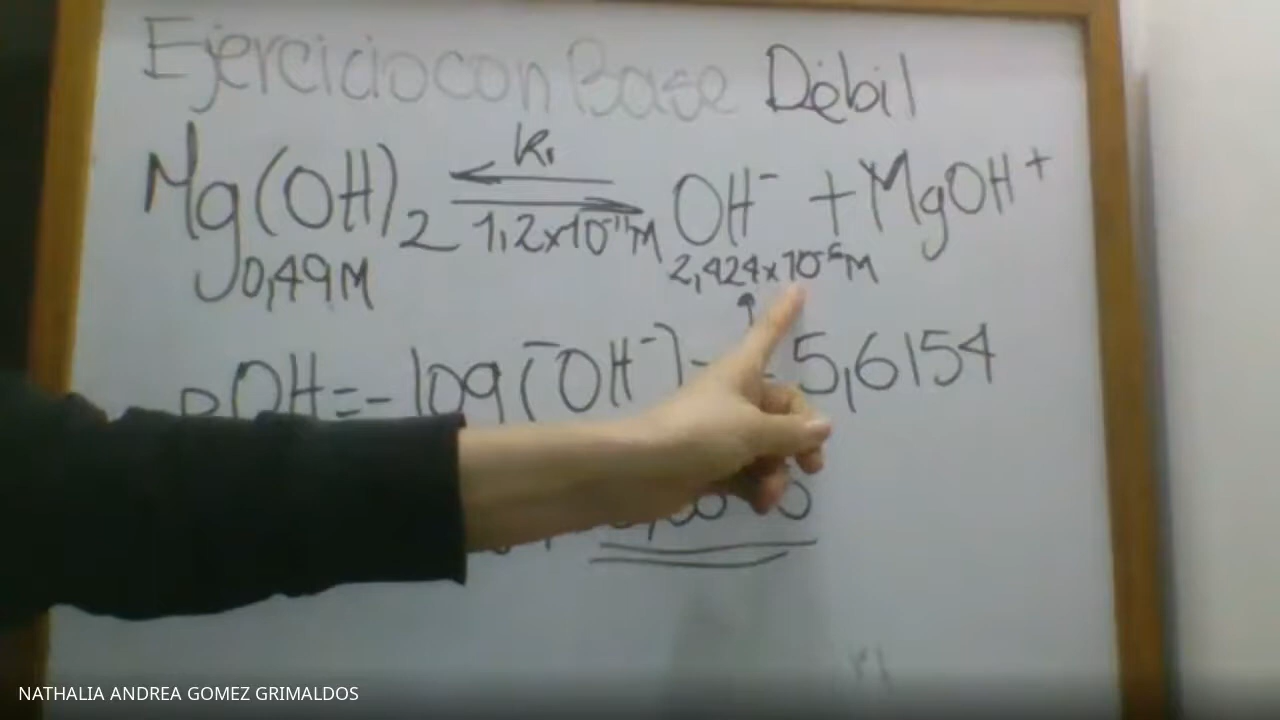 Ejercicio con Base Débil
K₁
Mg(OH)₂ ⇌ OH⁻ + MgOH⁺
0,49M 1,2x10⁻¹¹M 2,424x10⁻⁶M
pOH = -log [OH⁻] = 5,6154
NATHALIA ANDREA GOMEZ GRIMALDOS